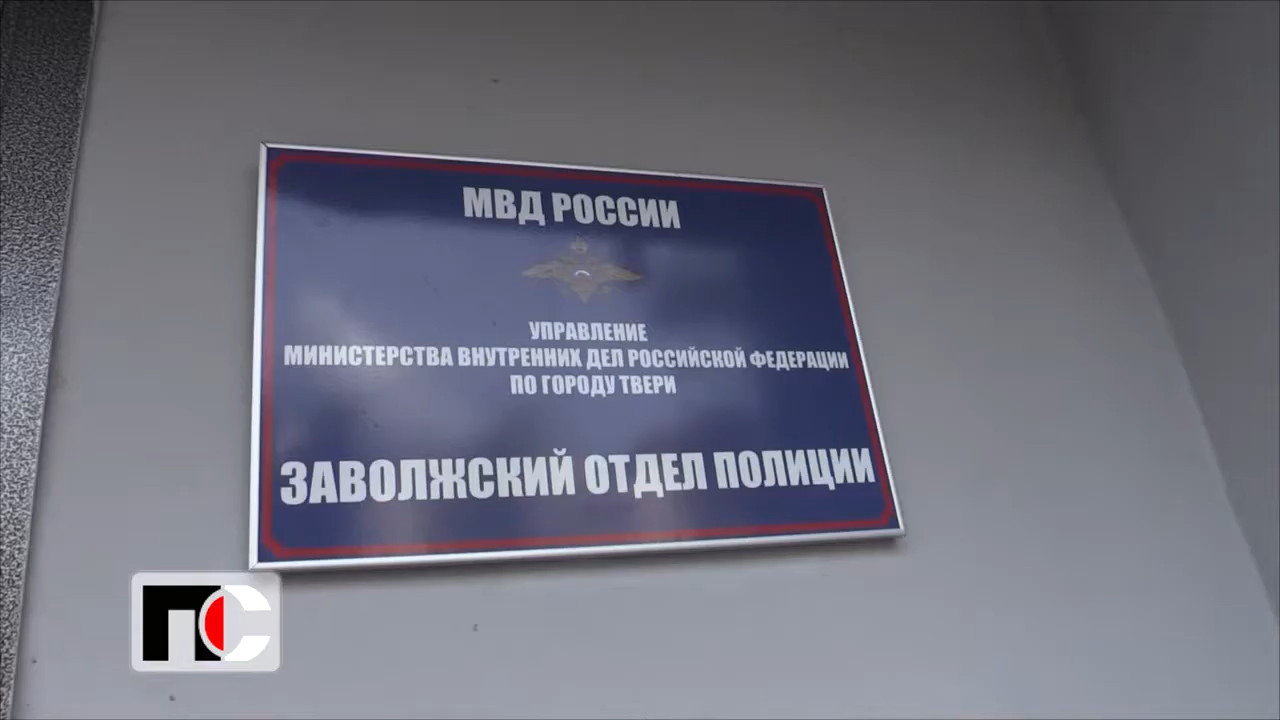 МВД РОССИИ
УПРАВЛЕНИЕ
МИНИСТЕРСТВА ВНУТРЕННИХ ДЕЛ РОССИЙСКОЙ ФЕДЕРАЦИИ
ПО ГОРОДУ ТВЕРИ
ЗАВОЛЖСКИЙ ОТДЕЛ ПОЛИЦИИ
ПС